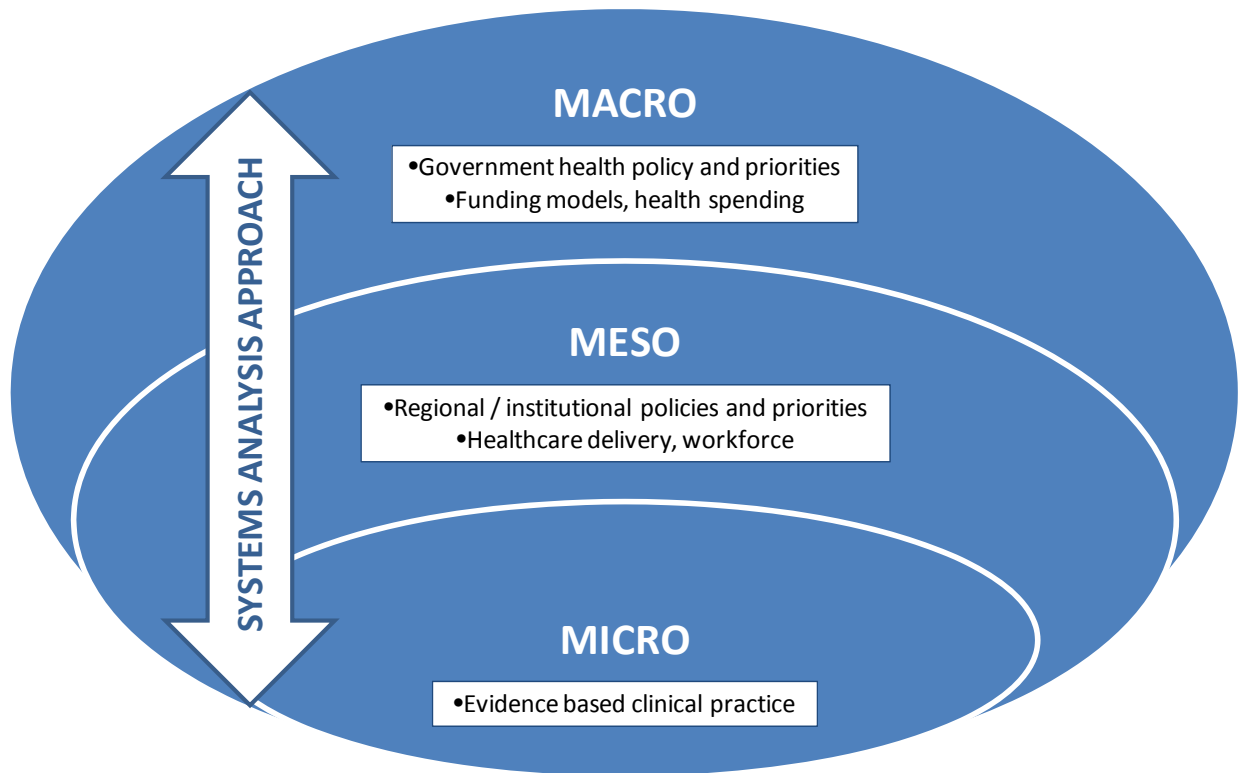 SYSTEMS ANALYSIS APPROACH
MACRO
•Government health policy and priorities
•Funding models, health spending
MESO
•Regional / institutional policies and priorities
•Healthcare delivery, workforce
MICRO
•Evidence based clinical practice